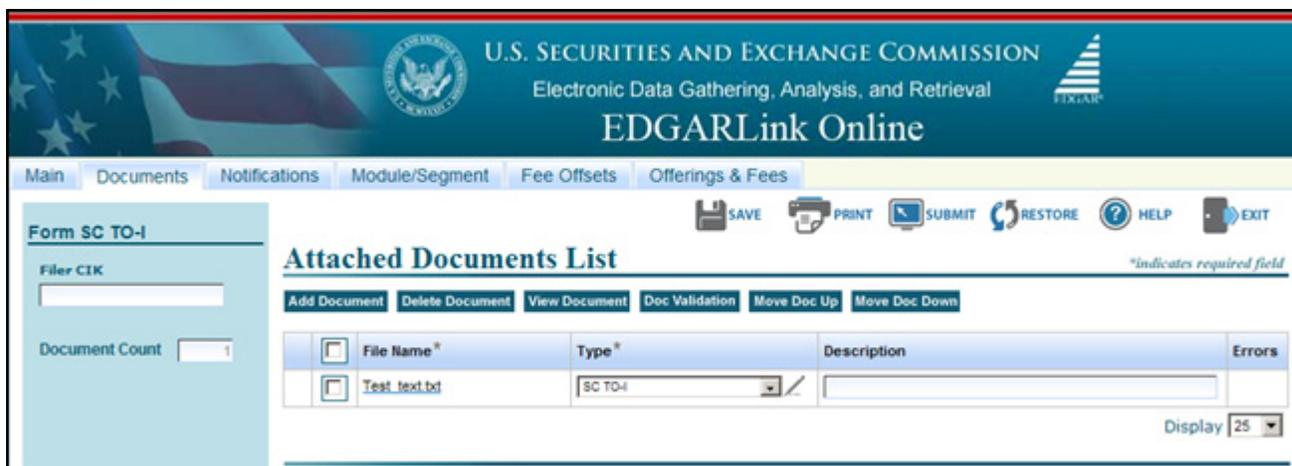 U.S. SECURITIES AND EXCHANGE COMMISSION
Electronic Data Gathering, Analysis, and Retrieval
EDGAR®
EDGARLink Online
Main Documents Notifications Module/Segment Fee Offsets Offerings & Fees
SAVE PRINT SUBMIT RESTORE HELP EXIT
Form SC TO-I
Attached Documents List
*indicates required field
Filer CIK
Add Document Delete Document View Document Doc Validation Move Doc Up Move Doc Down
Document Count 1
File Name* Type* Description Errors
Test_text.txt SC TO-I
Display 25